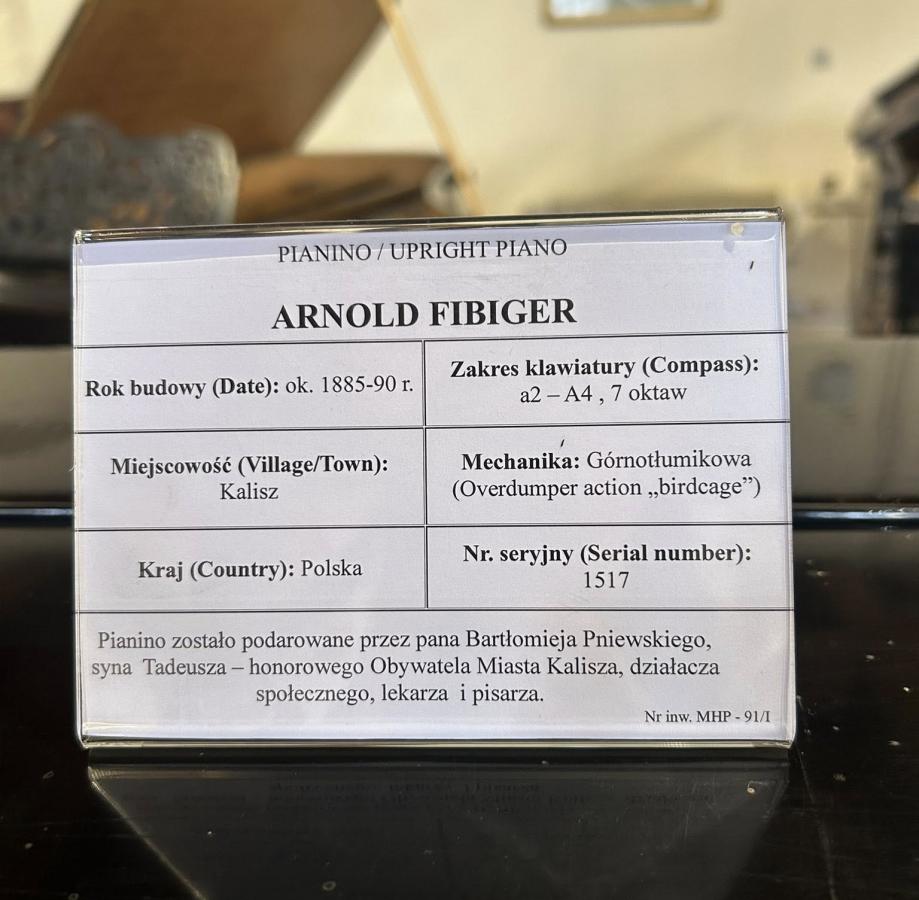 PIANINO / UPRIGHT PIANO
ARNOLD FIBIGER
Rok budowy (Date): ok. 1885-90 r.
Zakres klawiatury (Compass):
a2 – A4 , 7 oktaw
Miejscowość (Village/Town):
Kalisz
Mechanika: Górnotłumikowa
(Overdumper action „birdcage”)
Kraj (Country): Polska
Nr. seryjny (Serial number):
1517
Pianino zostało podarowane przez pana Bartłomieja Pniewskiego,
syna Tadeusza – honorowego Obywatela Miasta Kalisza, działacza
społecznego, lekarza i pisarza.
Nr inw. MHP - 91/I